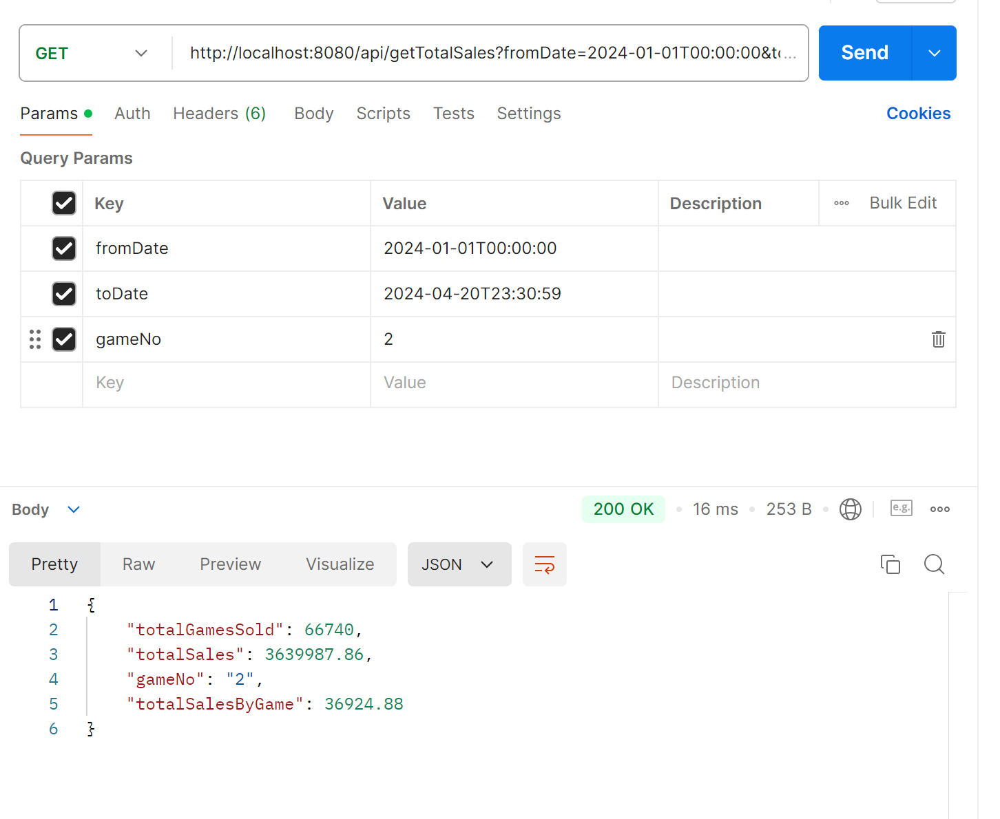 GET http://localhost:8080/api/getTotalSales?fromDate=2024-01-01T00:00:00&to... Send
Params Auth Headers (6) Body Scripts Tests Settings Cookies
Query Params
Key Value Description Bulk Edit
fromDate 2024-01-01T00:00:00
toDate 2024-04-20T23:30:59
gameNo 2
Key Value Description
Body 200 OK 16 ms 253 B e.g.
Pretty Raw Preview Visualize JSON
1 {
2 "totalGamesSold": 66740,
3 "totalSales": 3639987.86,
4 "gameNo": "2",
5 "totalSalesByGame": 36924.88
6 }